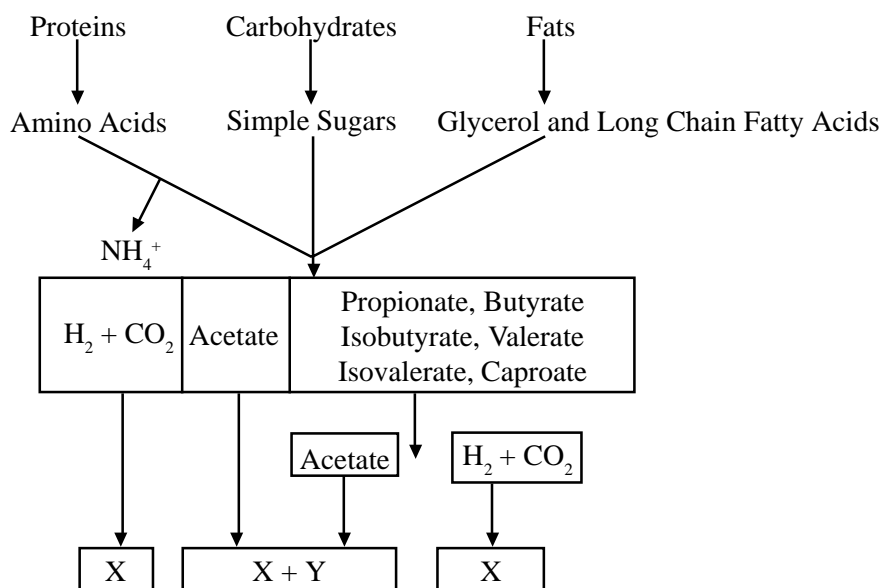 Proteins Carbohydrates Fats
Amino Acids Simple Sugars Glycerol and Long Chain Fatty Acids
NH₄⁺
H₂ + CO₂ Acetate
Propionate, Butyrate
Isobutyrate, Valerate
Isovalerate, Caproate
Acetate H₂ + CO₂
X X + Y X